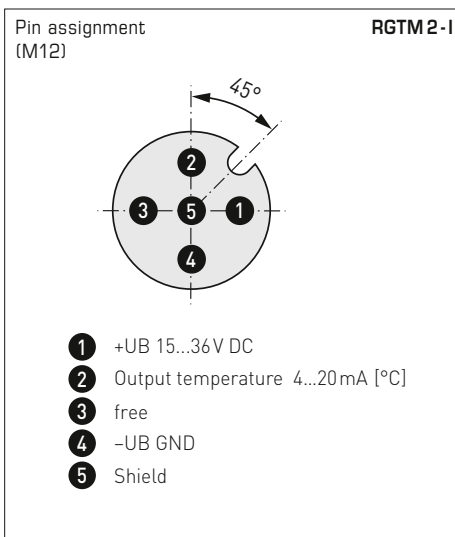 Pin assignment RGTM 2 - I
(M12)
45°
2
3 5 1
4
1 +UB 15...36 V DC
2 Output temperature 4...20 mA [°C]
3 free
4 –UB GND
5 Shield